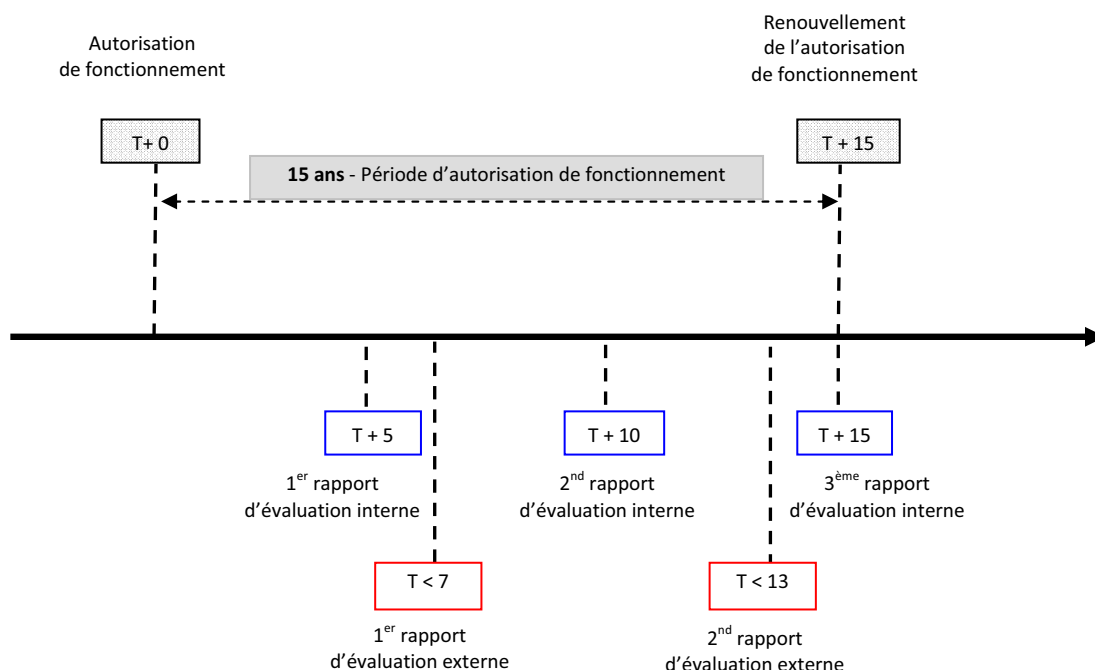 Autorisation
de fonctionnement
Renouvellement
de l'autorisation
de fonctionnement
T+ 0
T + 15
15 ans - Période d'autorisation de fonctionnement
T + 5
T + 10
T + 15
1er rapport
d'évaluation interne
2nd rapport
d'évaluation interne
3ème rapport
d'évaluation interne
T < 7
T < 13
1er rapport
d'évaluation externe
2nd rapport
d'évaluation externe